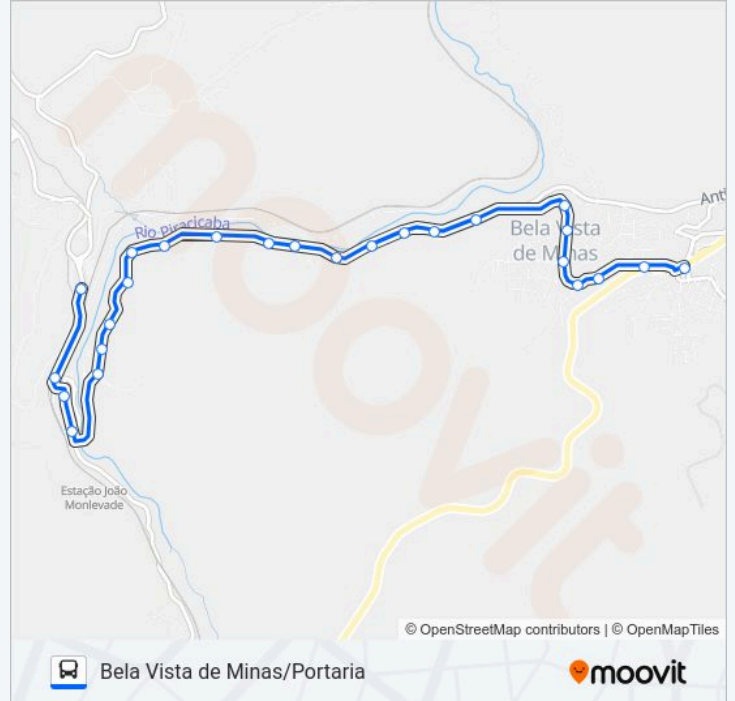 moovit
Anti
Rio Piracicaba
Bela Vista
de Minas
Estação João
Monlevade
© OpenStreetMap contributors | © OpenMapTiles
Bela Vista de Minas/Portaria
moovit